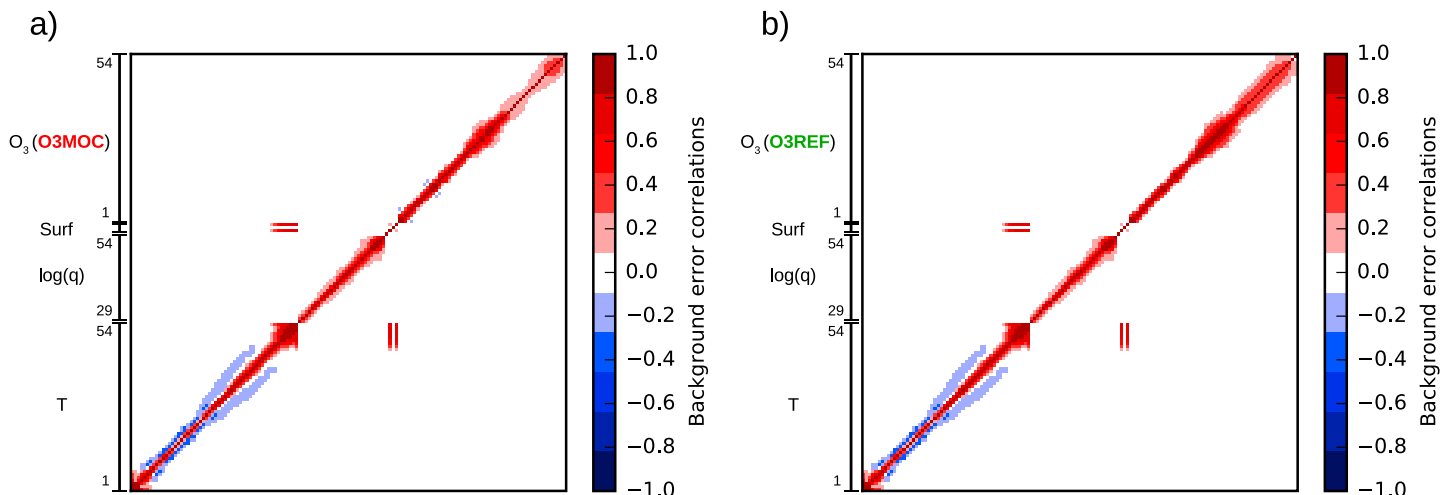 a)
54
O3 (O3MOC)
1
Surf
54
log(q)
29
54
T
1
1.0
0.8
0.6
0.4
0.2
0.0
−0.2
−0.4
−0.6
−0.8
−1.0
Background error correlations
b)
54
O3 (O3REF)
1
Surf
54
log(q)
29
54
T
1
1.0
0.8
0.6
0.4
0.2
0.0
−0.2
−0.4
−0.6
−0.8
−1.0
Background error correlations